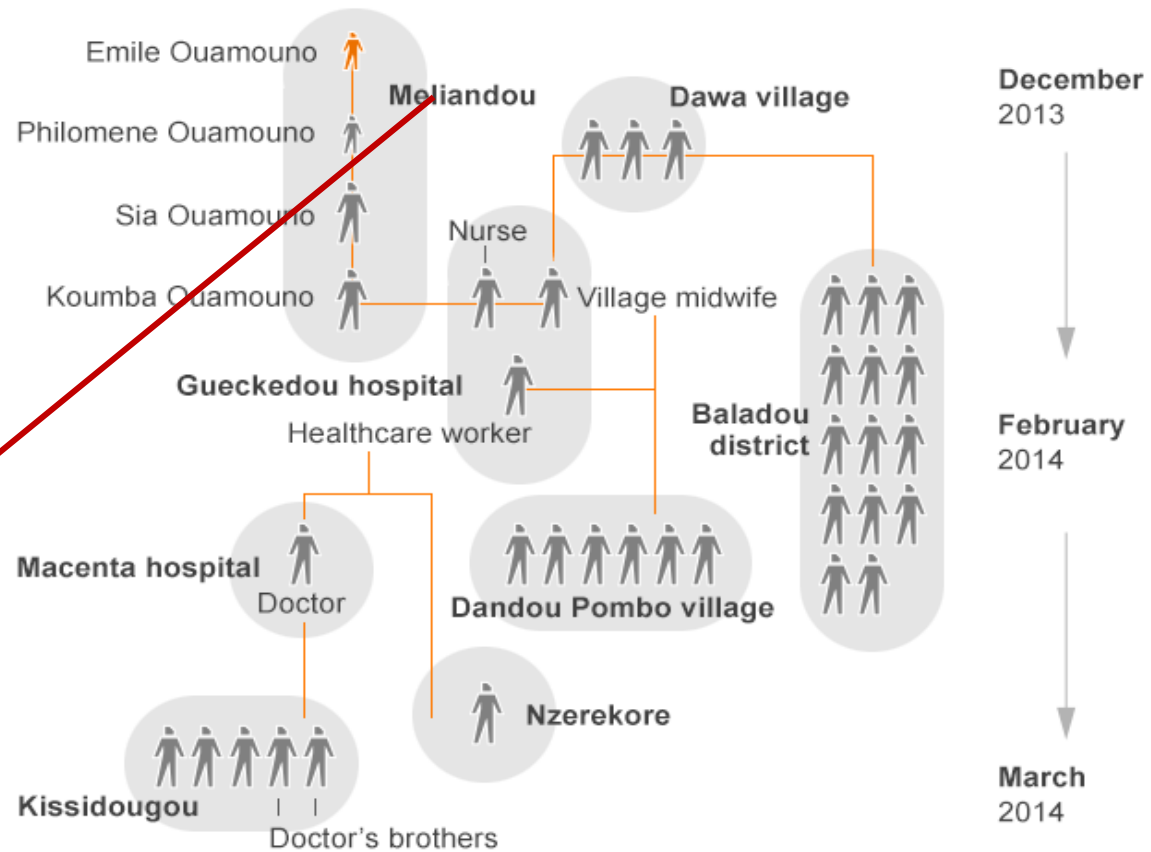 Emile Ouamouno
Meliandou
Philomene Ouamouno
Sia Ouamouno
Koumba Ouamouno
Dawa village
December
2013
Nurse
Village midwife
Gueckedou hospital
Healthcare worker
Baladou
district
February
2014
Macenta hospital
Doctor
Dandou Pombo village
Nzerekore
Kissidougou
Doctor's brothers
March
2014